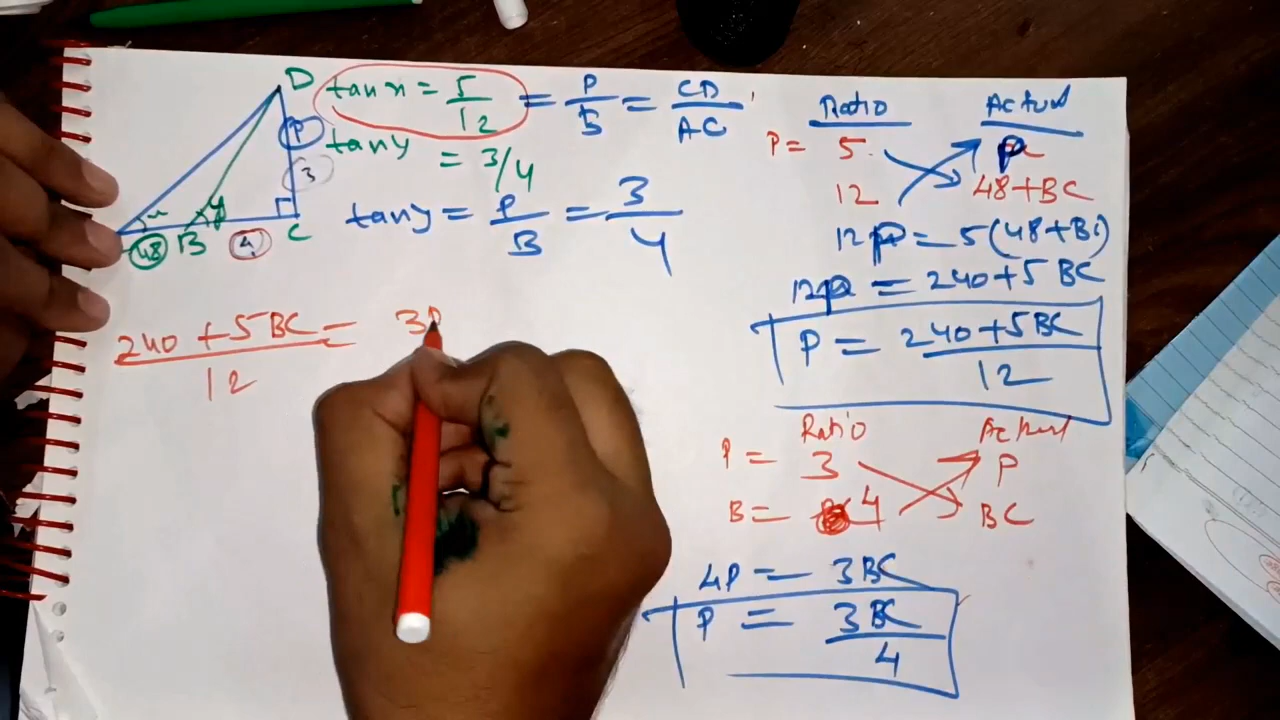 D
P
3
x
y
48
B
4
C
tan x = 5/12 = P/B = CD/AC
tan y = 3/4
tan y = P/B = 3/4
240 + 5BC / 12 = 3B
Ratio Actual
P = 5 P
12 48+BC
12P = 5(48+BC)
12P = 240+5BC
P = 240+5BC / 12
Ratio Actual
P = 3 P
B = 4 BC
4P = 3BC
P = 3BC / 4